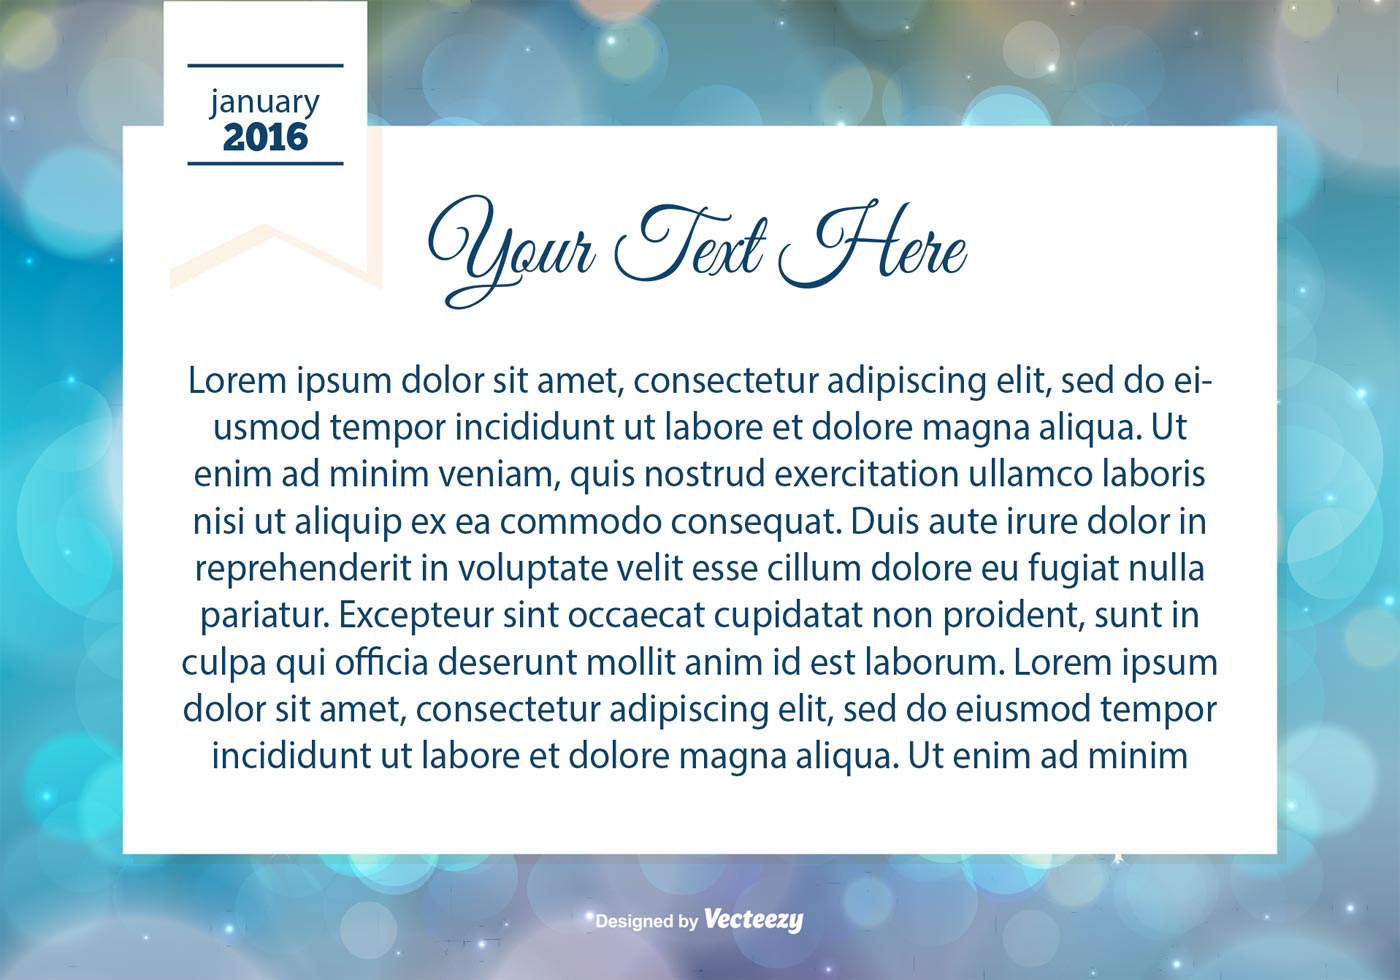 january
2016
Your Text Here
Lorem ipsum dolor sit amet, consectetur adipiscing elit, sed do ei-
usmod tempor incididunt ut labore et dolore magna aliqua. Ut
enim ad minim veniam, quis nostrud exercitation ullamco laboris
nisi ut aliquip ex ea commodo consequat. Duis aute irure dolor in
reprehenderit in voluptate velit esse cillum dolore eu fugiat nulla
pariatur. Excepteur sint occaecat cupidatat non proident, sunt in
culpa qui officia deserunt mollit anim id est laborum. Lorem ipsum
dolor sit amet, consectetur adipiscing elit, sed do eiusmod tempor
incididunt ut labore et dolore magna aliqua. Ut enim ad minim
Designed by Vecteezy